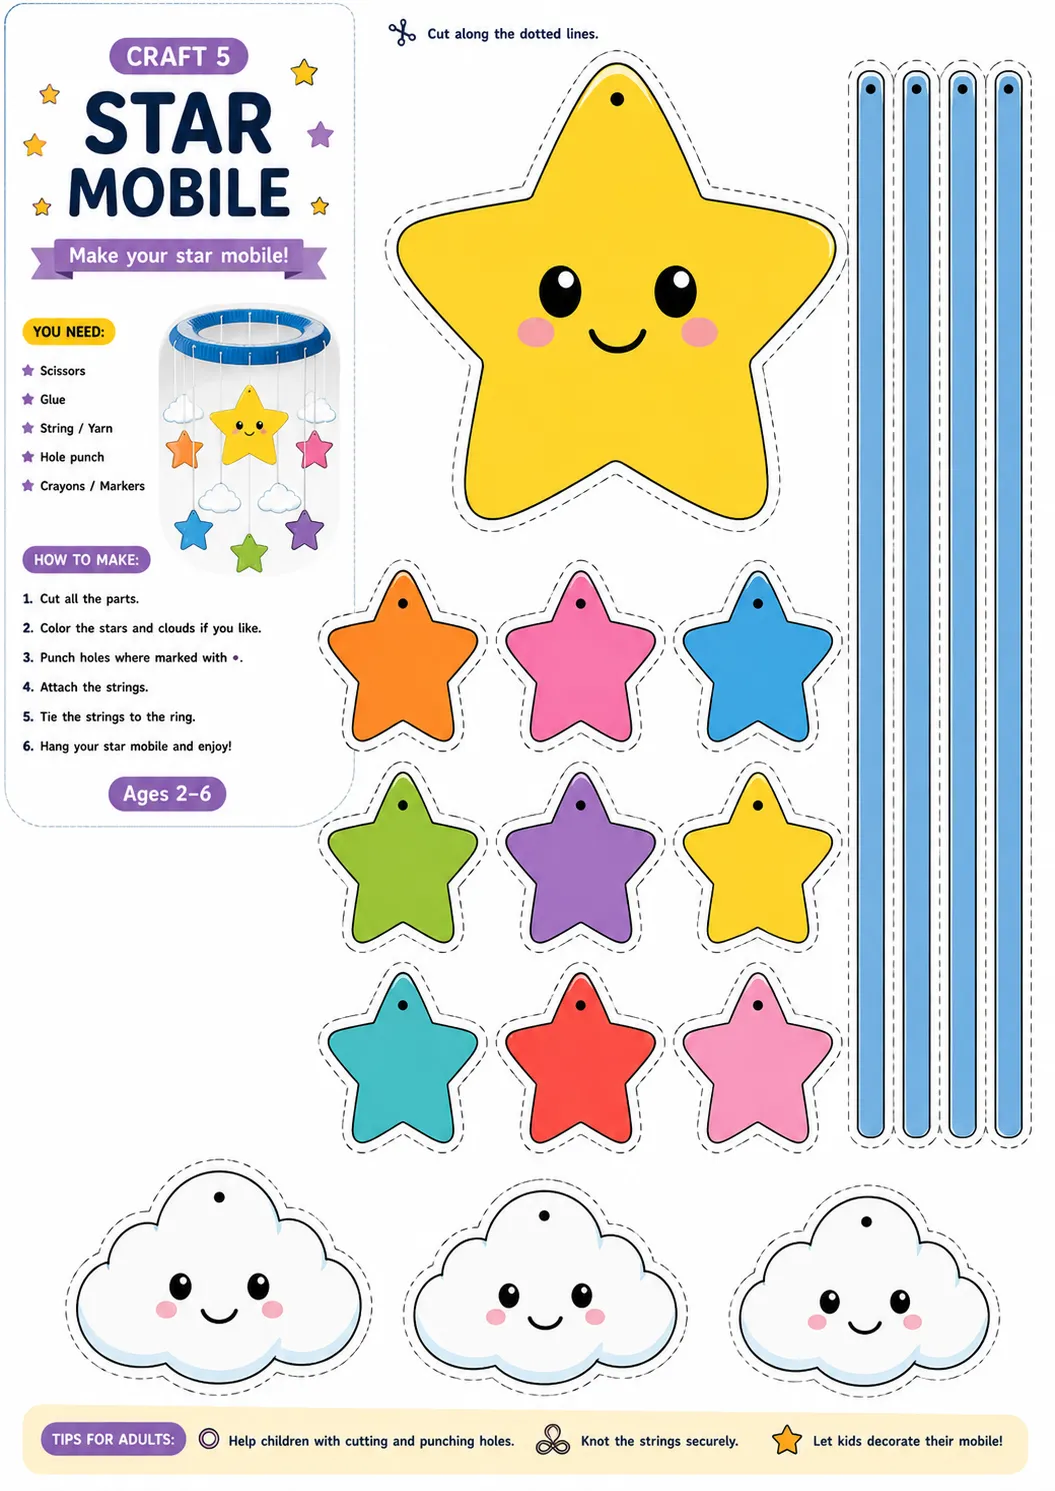 CRAFT 5
STAR
MOBILE
Make your star mobile!
YOU NEED:
Scissors
Glue
String / Yarn
Hole punch
Crayons / Markers
HOW TO MAKE:
1. Cut all the parts.
2. Color the stars and clouds if you like.
3. Punch holes where marked with •.
4. Attach the strings.
5. Tie the strings to the ring.
6. Hang your star mobile and enjoy!
Ages 2–6
Cut along the dotted lines.
TIPS FOR ADULTS:
Help children with cutting and punching holes.
Knot the strings securely.
Let kids decorate their mobile!